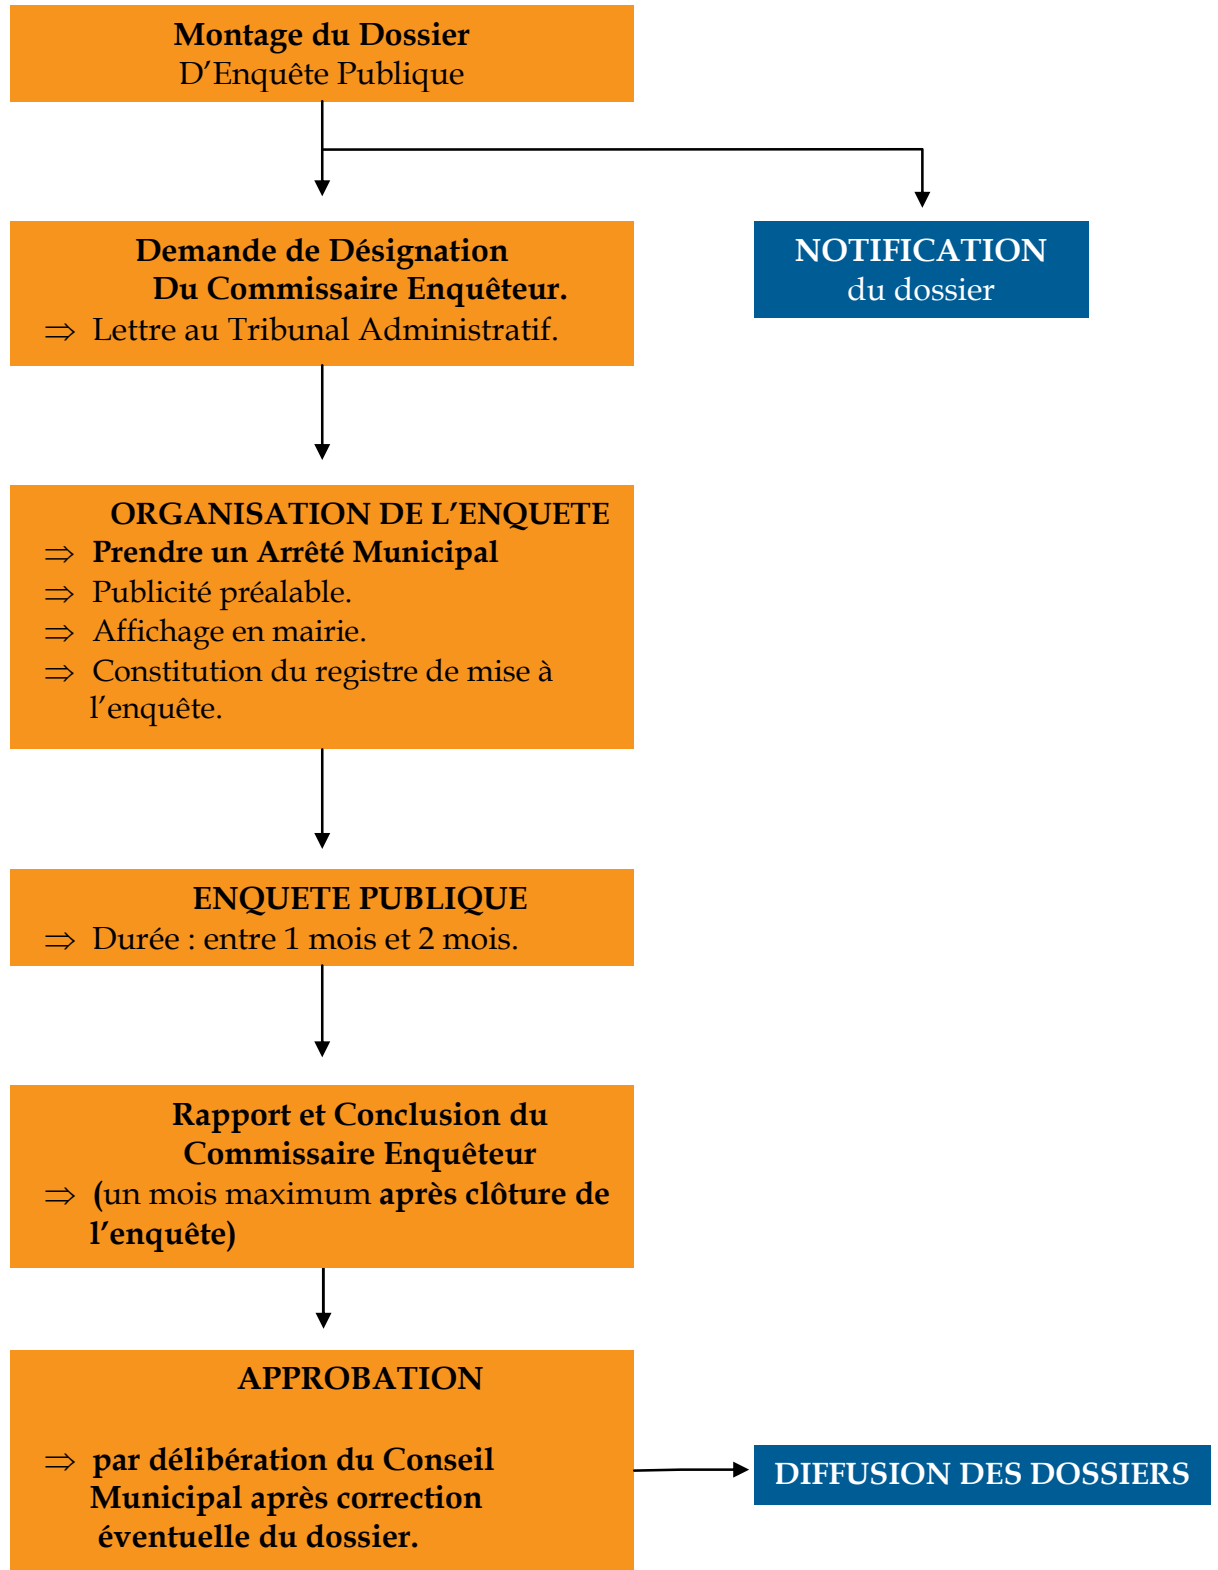 Montage du Dossier
D’Enquête Publique
Demande de Désignation
Du Commissaire Enquêteur.
⇒ Lettre au Tribunal Administratif.
NOTIFICATION
du dossier
ORGANISATION DE L’ENQUETE
⇒ Prendre un Arrêté Municipal
⇒ Publicité préalable.
⇒ Affichage en mairie.
⇒ Constitution du registre de mise à
l’enquête.
ENQUETE PUBLIQUE
⇒ Durée : entre 1 mois et 2 mois.
Rapport et Conclusion du
Commissaire Enquêteur
⇒ (un mois maximum après clôture de
l’enquête)
APPROBATION
⇒ par délibération du Conseil
Municipal après correction
éventuelle du dossier.
DIFFUSION DES DOSSIERS